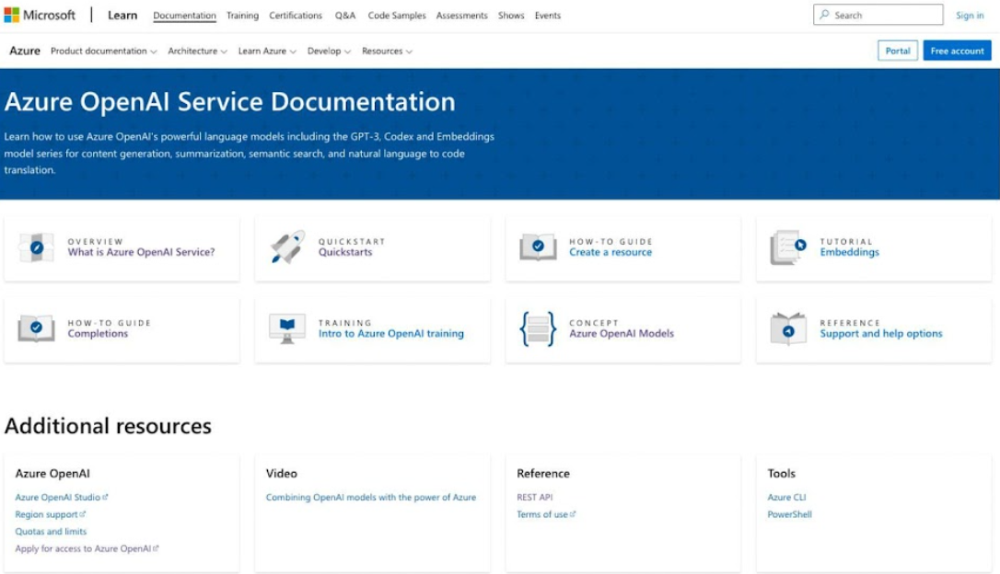 Microsoft Learn Documentation Training Certifications Q&A Code Samples Assessments Shows Events Search Sign in
Azure Product documentation Architecture Learn Azure Develop Resources Portal Free account
Azure OpenAI Service Documentation
Learn how to use Azure OpenAI's powerful language models including the GPT-3, Codex and Embeddings
model series for content generation, summarization, semantic search, and natural language to code
translation.
OVERVIEW
What is Azure OpenAI Service?
QUICKSTART
Quickstarts
HOW-TO GUIDE
Create a resource
TUTORIAL
Embeddings
HOW-TO GUIDE
Completions
TRAINING
Intro to Azure OpenAI training
CONCEPT
Azure OpenAI Models
REFERENCE
Support and help options
Additional resources
Azure OpenAI
Azure OpenAI Studio
Region support
Quotas and limits
Apply for access to Azure OpenAI
Video
Combining OpenAI models with the power of Azure
Reference
REST API
Terms of use
Tools
Azure CLI
PowerShell